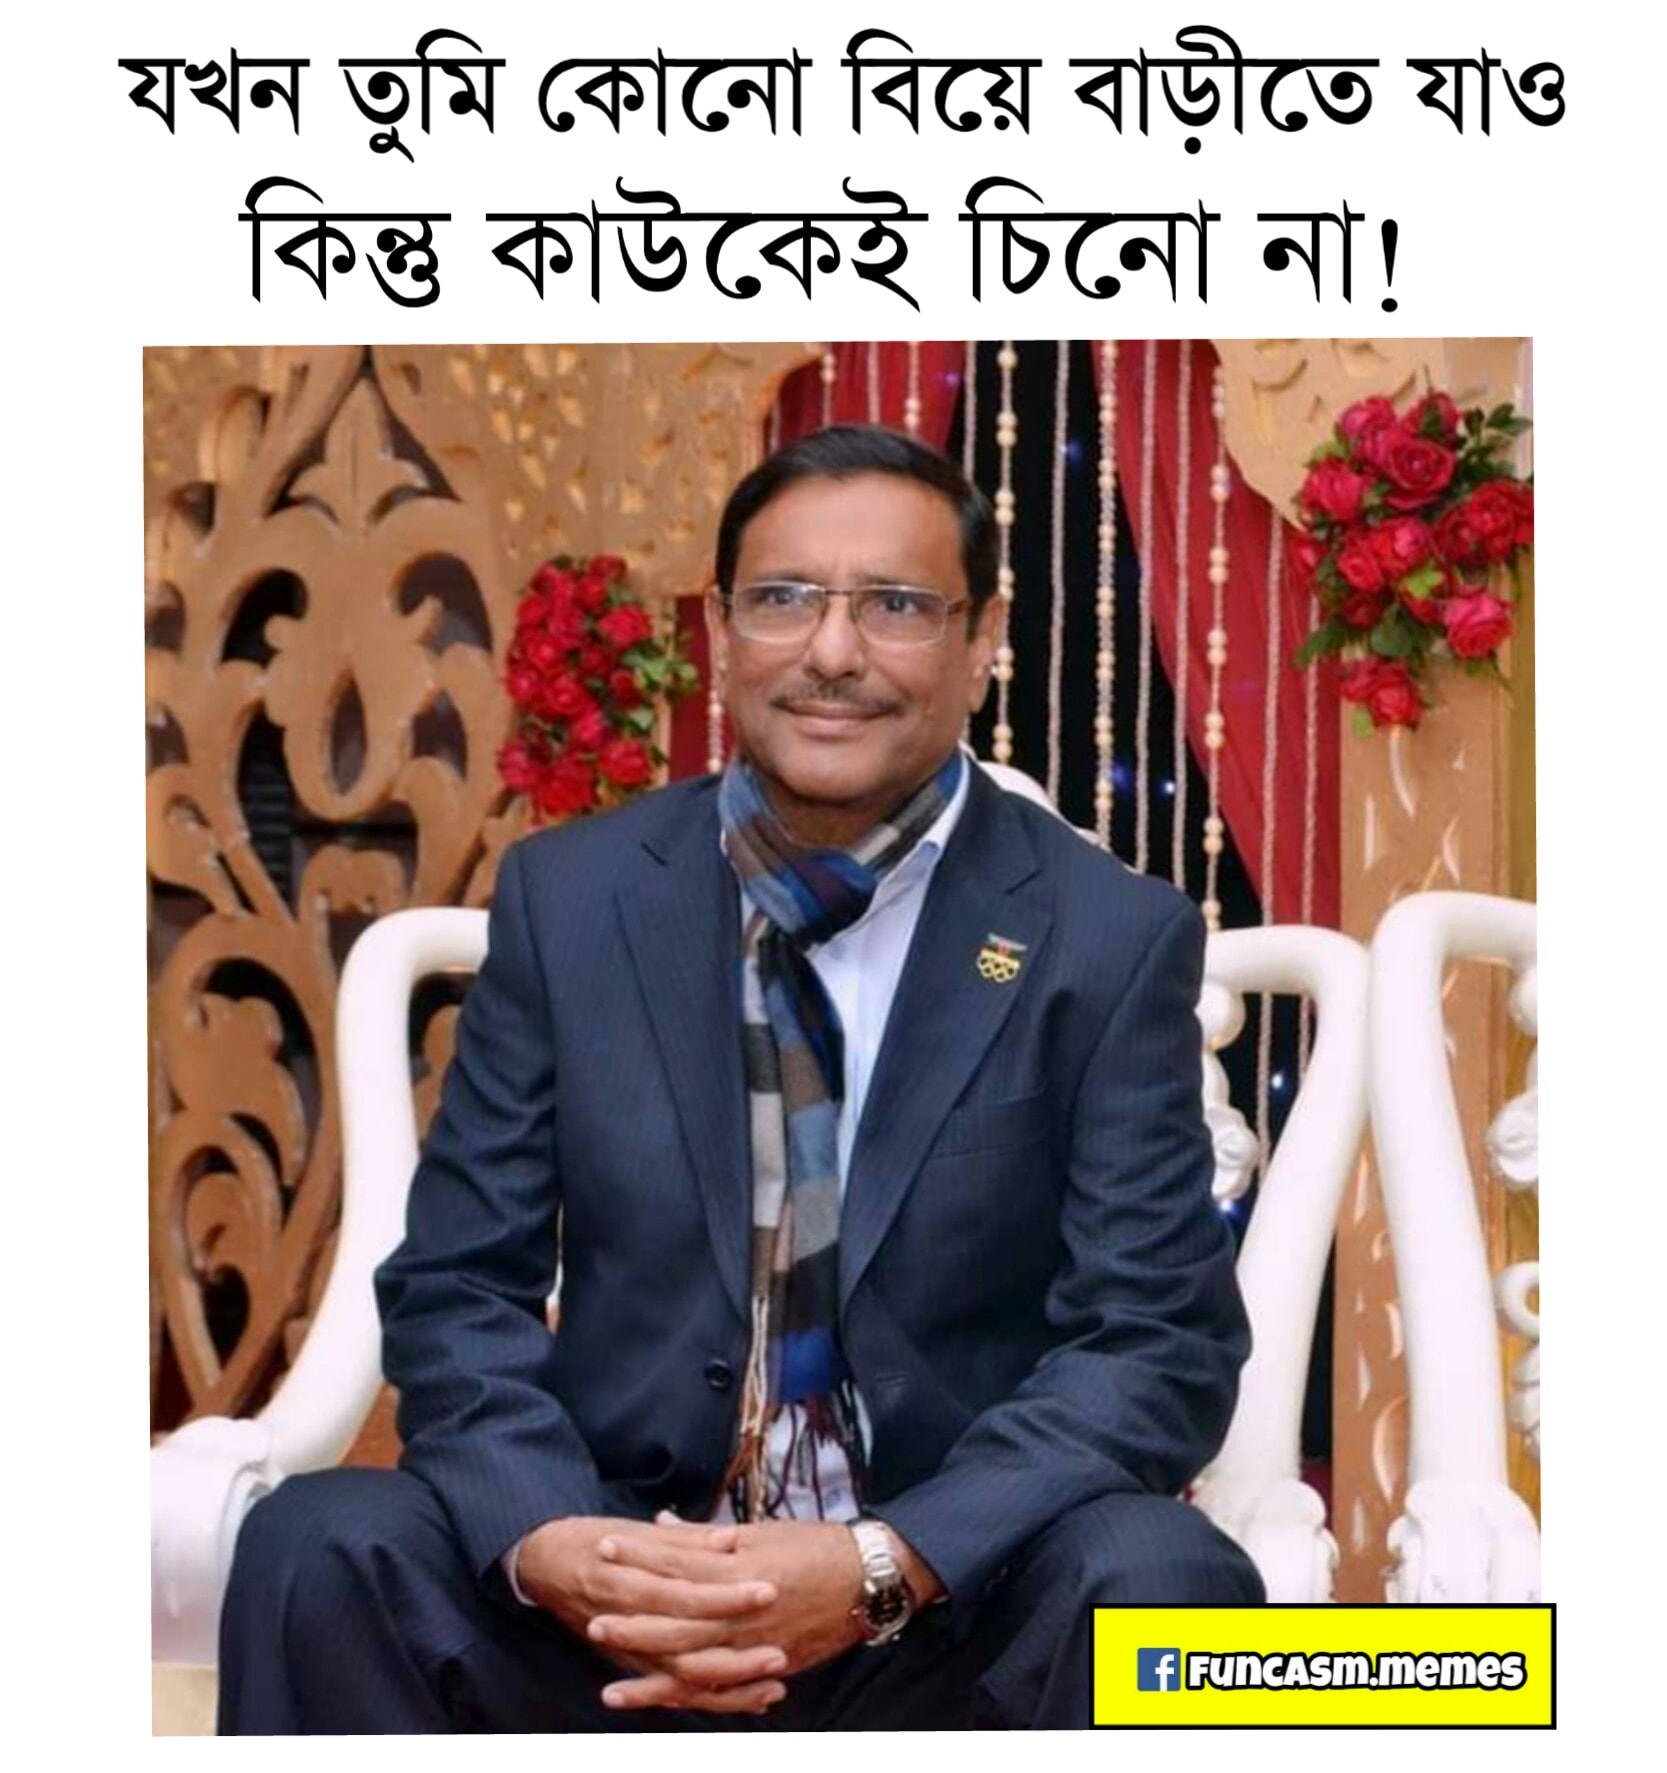 যখন তুমি কোনো বিয়ে বাড়ীতে যাও
কিন্তু কাউকেই চিনো না!
f Funcasm.memes